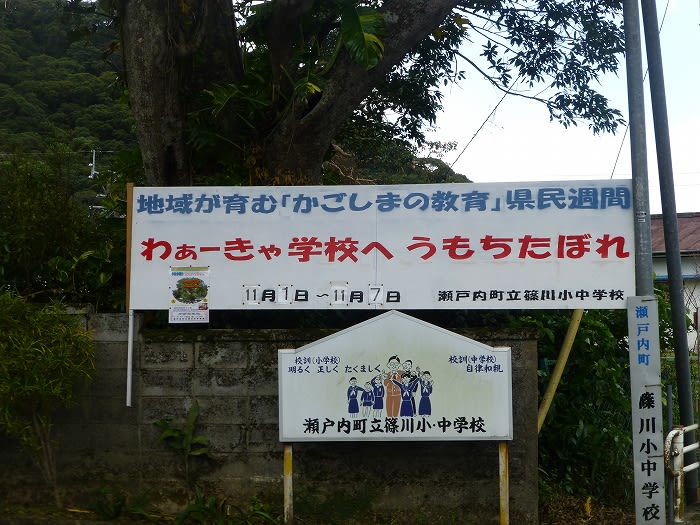 地域が育む「かごしまの教育」県民週間
わぁーきゃ学校へ うもちたぼれ
11月1日～11月7日
瀬戸内町立篠川小中学校
校訓(小学校)
明るく 正しく たくましく
校訓(中学校)
自律和親
瀬戸内町立篠川小・中学校
瀬戸内町
篠川小中学校